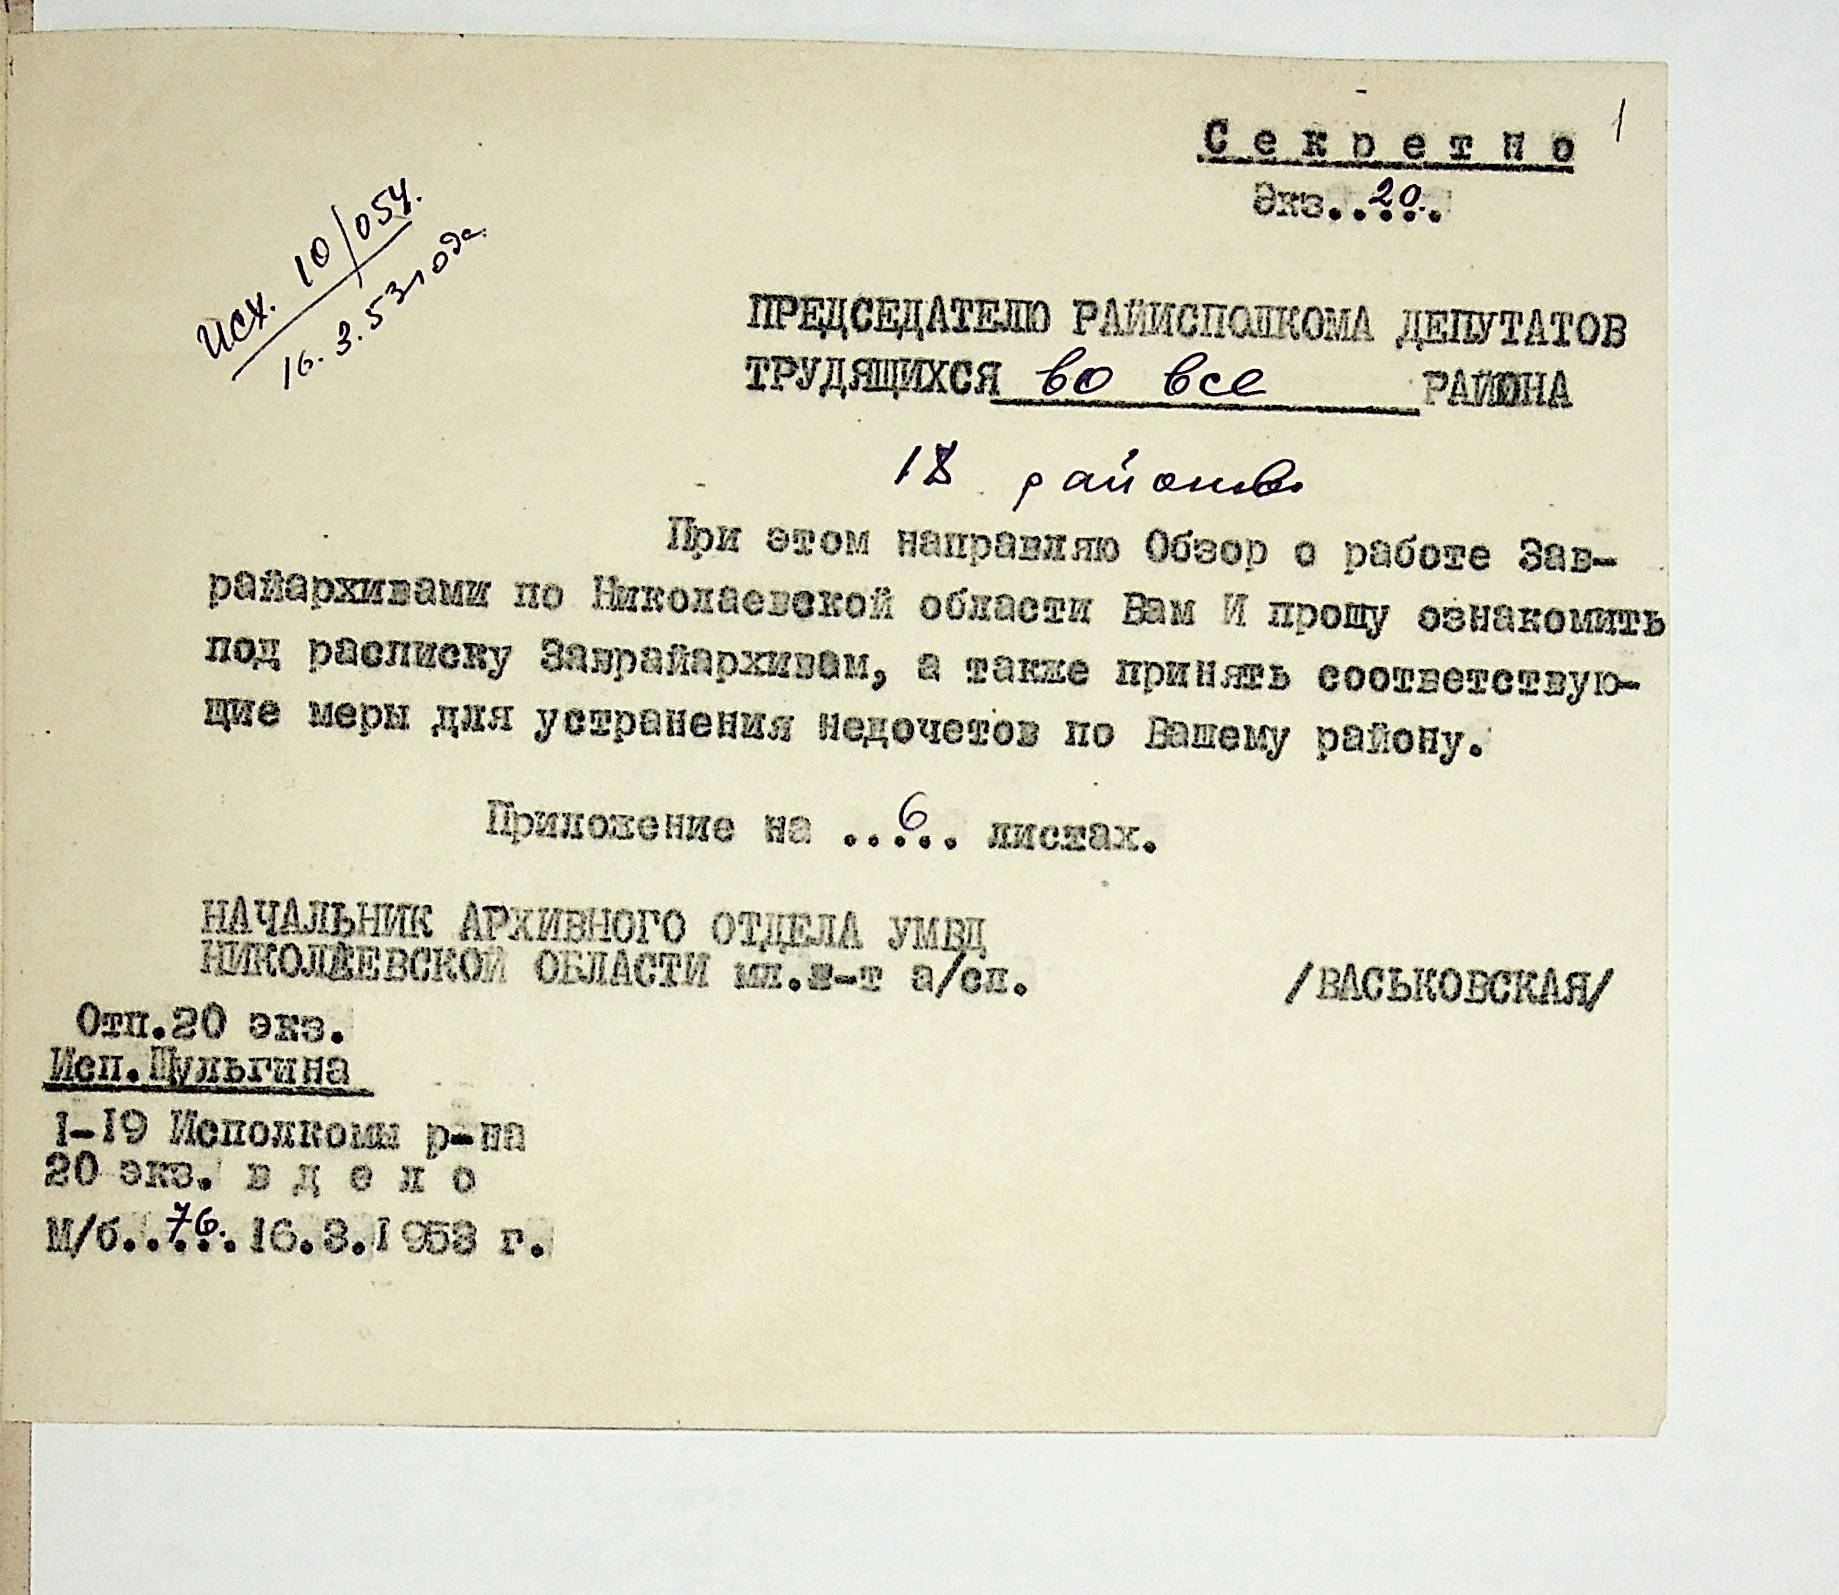 1
Секретно
Экз..20..
Исх. 10/054.
16.3.53 года.
ПРЕДСЕДАТЕЛЮ РАЙИСПОЛКОМА ДЕПУТАТОВ
ТРУДЯЩИХСЯ во все РАЙОНА
18 районов
При этом направляю Обзор о работе Зав-
райархивами по Николаевской области Вам И прошу ознакомить
под расписку Заврайархивам, а также принять соответствую-
щие меры для устранения недочетов по Вашему району.
Приложение на ..6.. листах.
НАЧАЛЬНИК АРХИВНОГО ОТДЕЛА УМВД
НИКОЛАЕВСКОЙ ОБЛАСТИ мл.л-т а/сл. /ВАСЬКОВСКАЯ/
Отп.20 экз.
Исп.Шульгина
1-19 Исполкомы р-на
20 экз. в дело
М/б..76..16.3.1953 г.